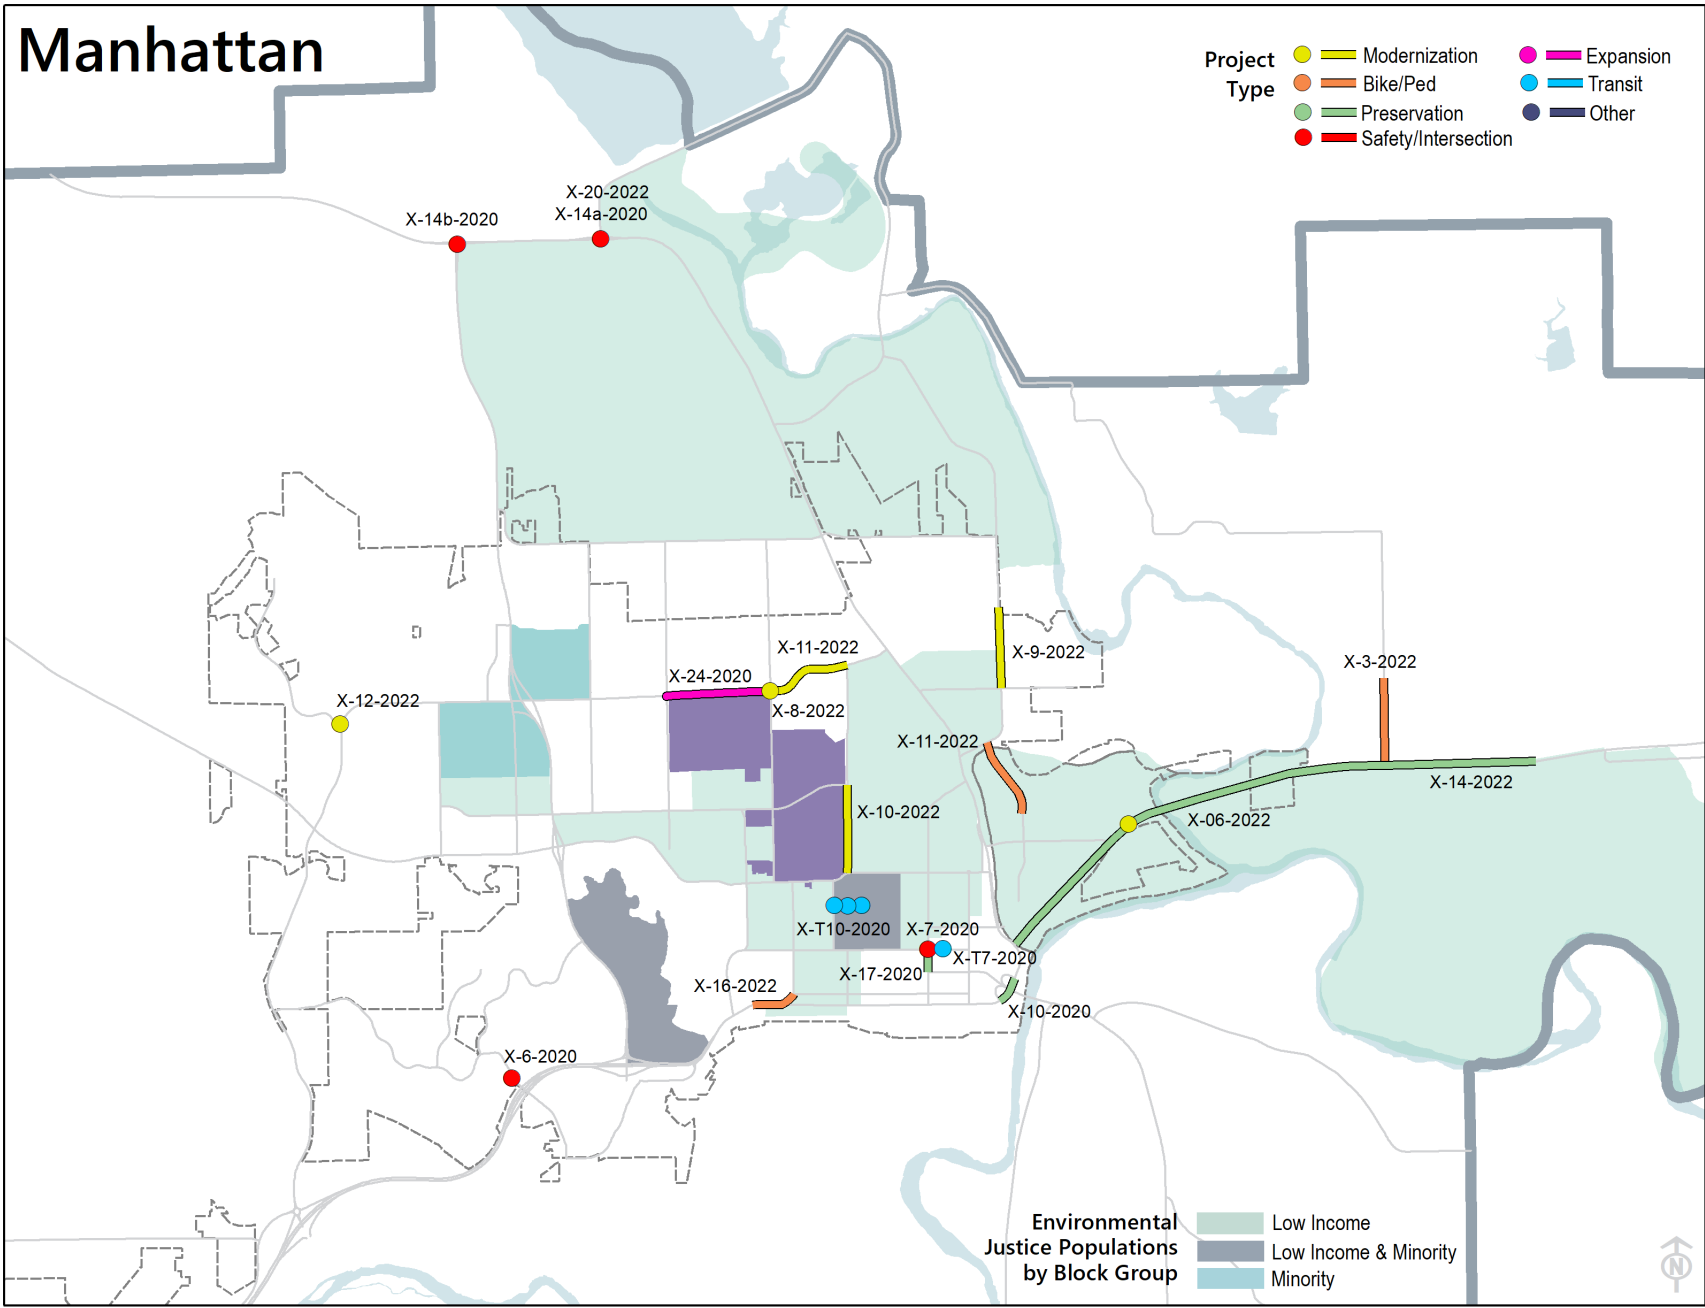 Manhattan
Project
Type
Modernization
Bike/Ped
Preservation
Safety/Intersection
Expansion
Transit
Other
X-20-2022
X-14a-2020
X-14b-2020
X-11-2022
X-9-2022
X-24-2020
X-3-2022
X-12-2022
X-8-2022
X-11-2022
X-14-2022
X-10-2022
X-06-2022
X-T10-2020
X-7-2020
X-T7-2020
X-17-2020
X-16-2022
X-10-2020
X-6-2020
Environmental
Justice Populations
by Block Group
Low Income
Low Income & Minority
Minority
N